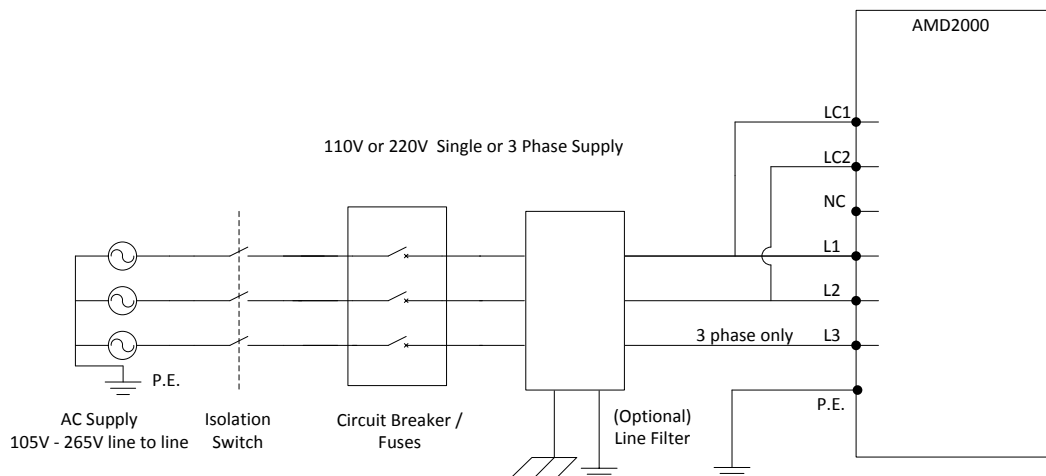 AMD2000
LC1
110V or 220V  Single or 3 Phase Supply
LC2
NC
L1
L2
3 phase only
L3
P.E.
P.E.
AC Supply
105V - 265V line to line
Isolation
Switch
Circuit Breaker /
Fuses
(Optional)
Line Filter